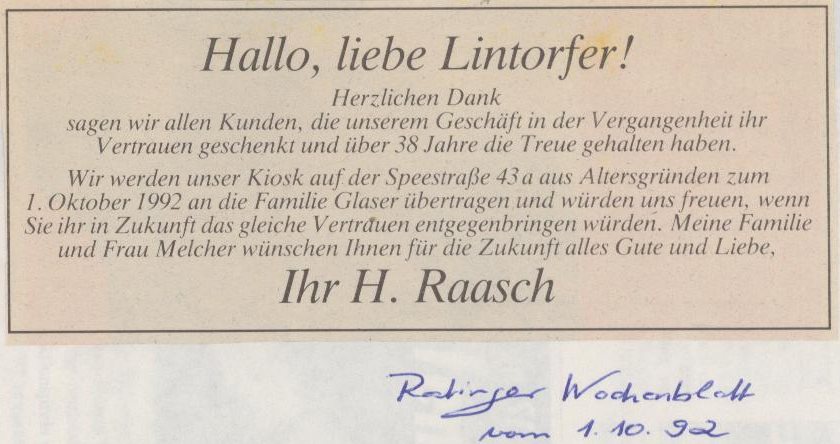 Hallo, liebe Lintorfer!
Herzlichen Dank
sagen wir allen Kunden, die unserem Geschäft in der Vergangenheit ihr
Vertrauen geschenkt und über 38 Jahre die Treue gehalten haben.
Wir werden unser Kiosk auf der Speestraße 43 a aus Altersgründen zum
1. Oktober 1992 an die Familie Glaser übertragen und würden uns freuen, wenn
Sie ihr in Zukunft das gleiche Vertrauen entgegenbringen würden. Meine Familie
und Frau Melcher wünschen Ihnen für die Zukunft alles Gute und Liebe,
Ihr H. Raasch
Ratinger Wochenblatt
vom 1.10.92